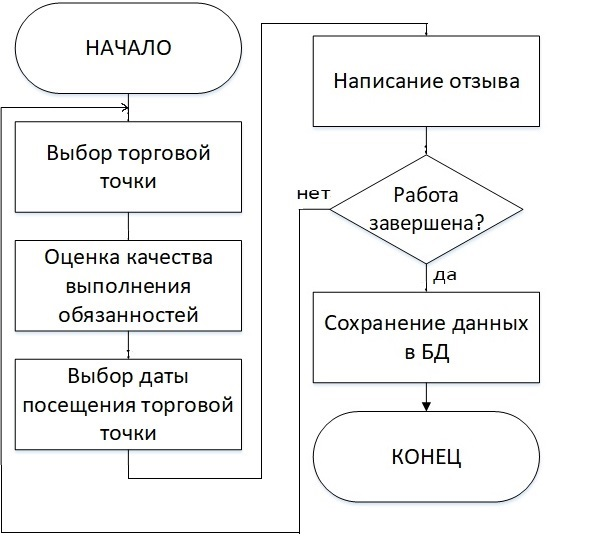 НАЧАЛО
Выбор торговой
точки
Оценка качества
выполнения
обязанностей
Выбор даты
посещения торговой
точки
Написание отзыва
Работа
завершена?
нет
да
Сохранение данных
в БД
КОНЕЦ